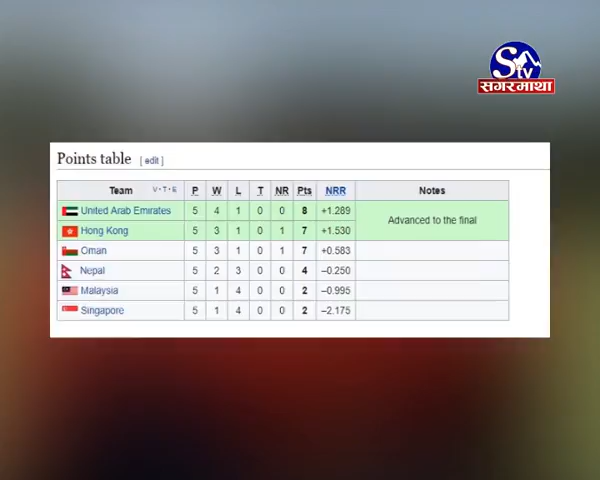 S tv
सगरमाथा
Points table [ edit ]
Team V · T · E P W L T NR Pts NRR Notes
United Arab Emirates 5 4 1 0 0 8 +1.289 Advanced to the final
Hong Kong 5 3 1 0 1 7 +1.530
Oman 5 3 1 0 1 7 +0.583
Nepal 5 2 3 0 0 4 –0.250
Malaysia 5 1 4 0 0 2 –0.995
Singapore 5 1 4 0 0 2 –2.175